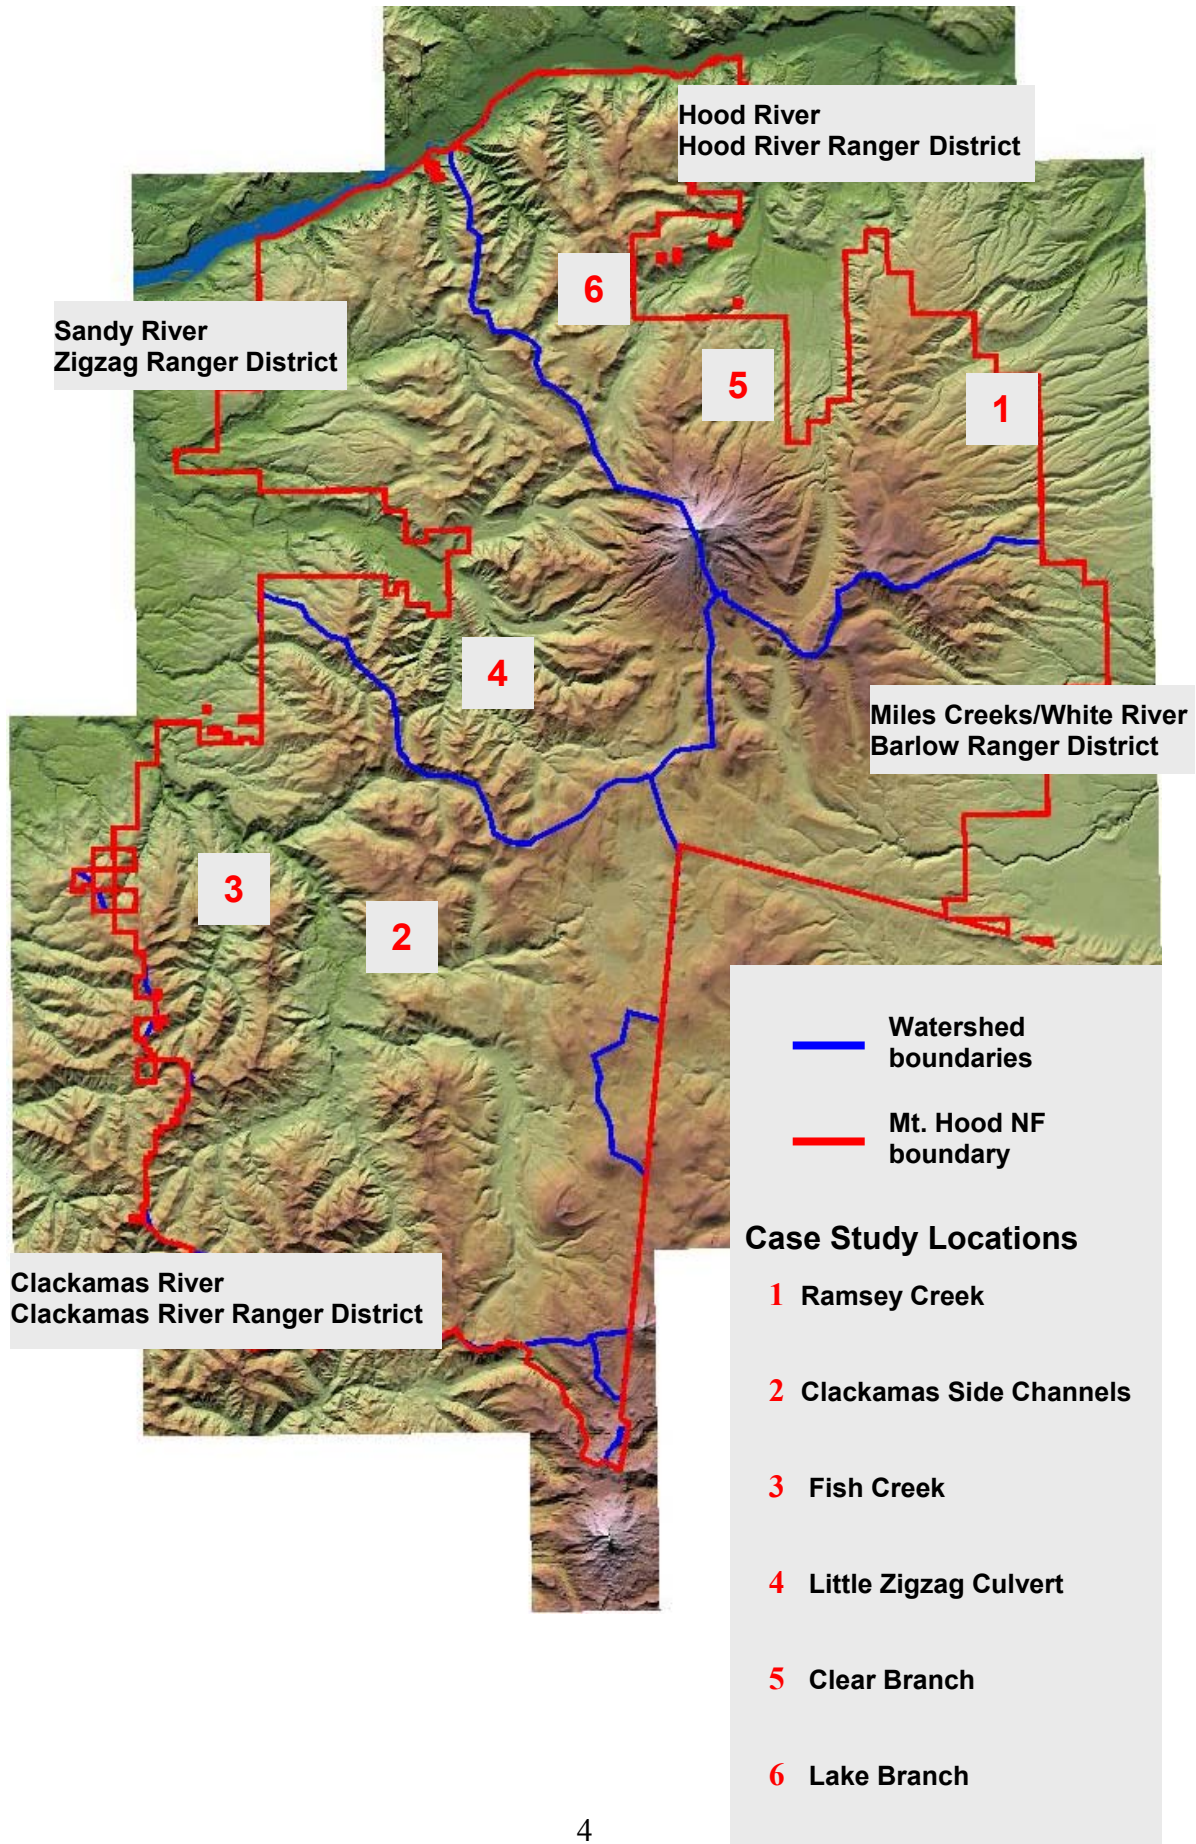 Hood River
Hood River Ranger District
6
Sandy River
Zigzag Ranger District
5
1
4
Miles Creeks/White River
Barlow Ranger District
3
2
Watershed
boundaries
Mt. Hood NF
boundary
Case Study Locations
1 Ramsey Creek
2 Clackamas Side Channels
3 Fish Creek
4 Little Zigzag Culvert
5 Clear Branch
6 Lake Branch
Clackamas River
Clackamas River Ranger District
4